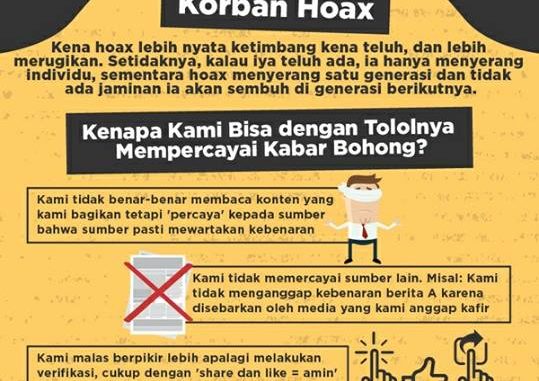 Korban Hoax
Kena hoax lebih nyata ketimbang kena teluh, dan lebih
merugikan. Setidaknya, kalau iya teluh ada, ia hanya menyerang
individu, sementara hoax menyerang satu generasi dan tidak
ada jaminan ia akan sembuh di generasi berikutnya.
Kenapa Kami Bisa dengan Tololnya
Mempercayai Kabar Bohong?
Kami tidak benar-benar membaca konten yang
kami bagikan tetapi 'percaya' kepada sumber
bahwa sumber pasti mewartakan kebenaran
Kami tidak memercayai sumber lain. Misal: Kami
tidak menganggap kebenaran berita A karena
disebarkan oleh media yang kami anggap kafir
Kami malas berpikir lebih apalagi melakukan
verifikasi, cukup dengan 'share dan like = amin'